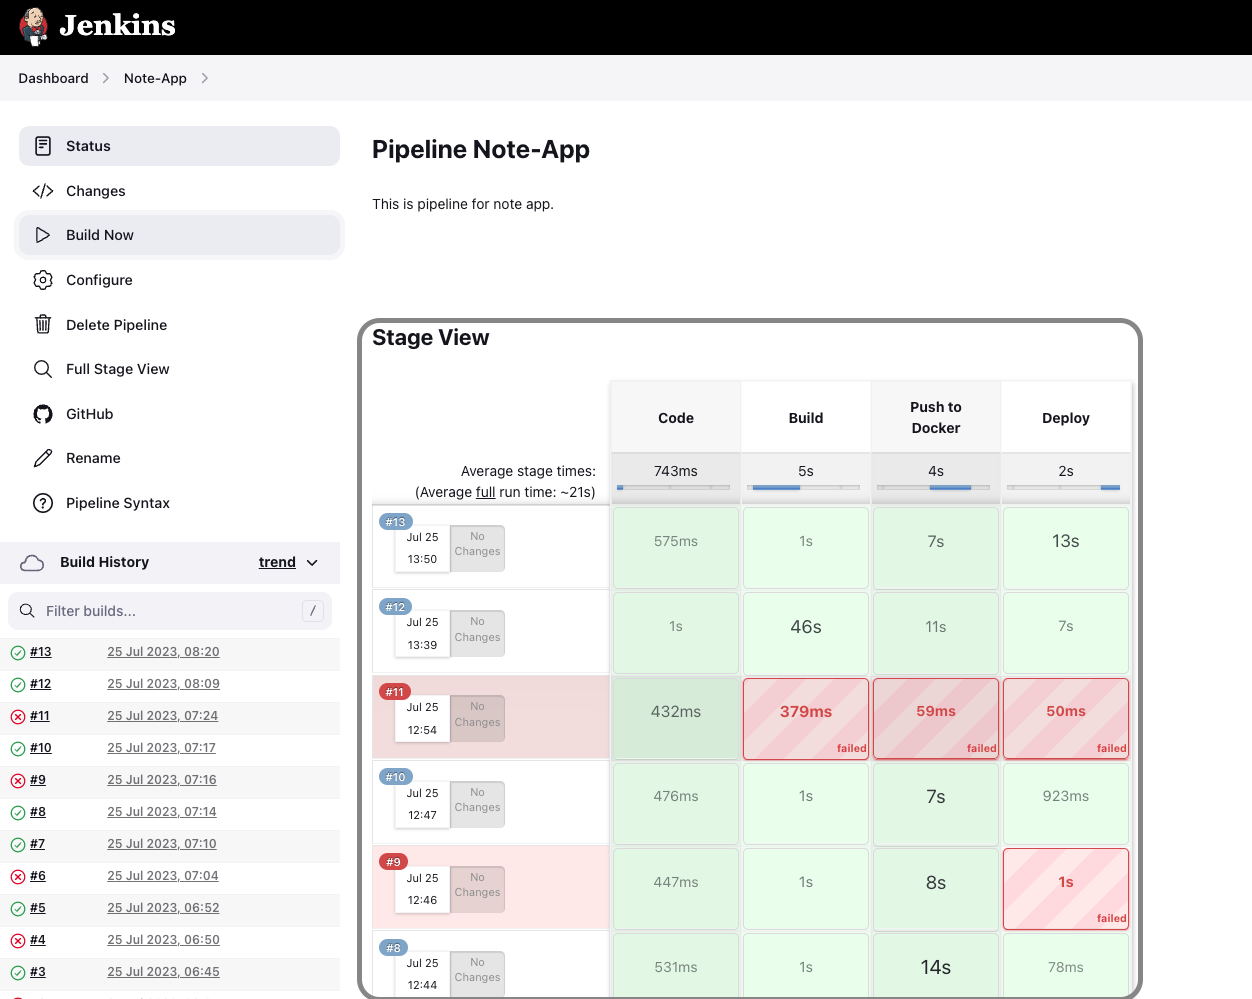 Jenkins
Dashboard
Note-App
Status
Changes
Build Now
Configure
Delete Pipeline
Full Stage View
GitHub
Rename
Pipeline Syntax
Build History
trend
Filter builds...
/
#13 25 Jul 2023, 08:20
#12 25 Jul 2023, 08:09
#11 25 Jul 2023, 07:24
#10 25 Jul 2023, 07:17
#9 25 Jul 2023, 07:16
#8 25 Jul 2023, 07:14
#7 25 Jul 2023, 07:10
#6 25 Jul 2023, 07:04
#5 25 Jul 2023, 06:52
#4 25 Jul 2023, 06:50
#3 25 Jul 2023, 06:45
Pipeline Note-App
This is pipeline for note app.
Stage View
Code
Build
Push to
Docker
Deploy
Average stage times:
(Average full run time: ~21s)
743ms
5s
4s
2s
#13
Jul 25
13:50
No
Changes
575ms
1s
7s
13s
#12
Jul 25
13:39
No
Changes
1s
46s
11s
7s
#11
Jul 25
12:54
No
Changes
432ms
379ms
failed
59ms
failed
50ms
failed
#10
Jul 25
12:47
No
Changes
476ms
1s
7s
923ms
#9
Jul 25
12:46
No
Changes
447ms
1s
8s
1s
failed
#8
Jul 25
12:44
No
Changes
531ms
1s
14s
78ms